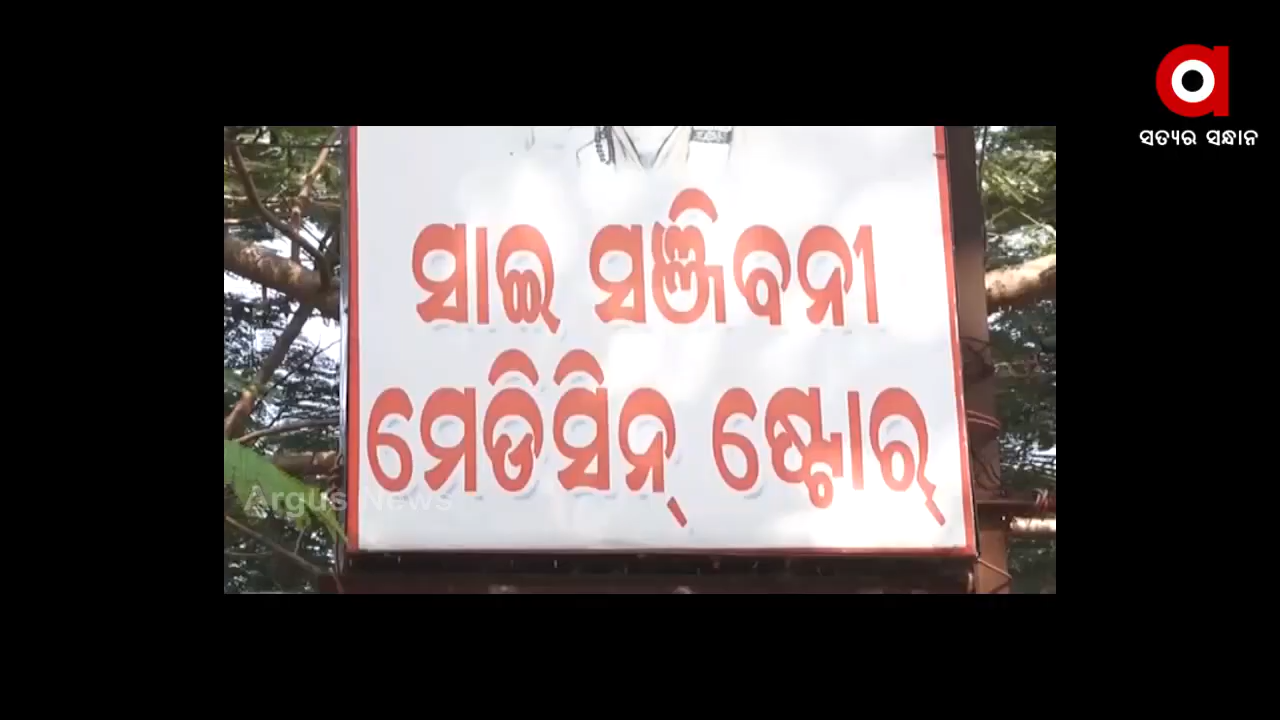 ସତ୍ୟର ସନ୍ଧାନ
ସାଇ ସଞ୍ଜିବନୀ
ମେଡିସିନ୍ ଷ୍ଟୋର୍
Argus News